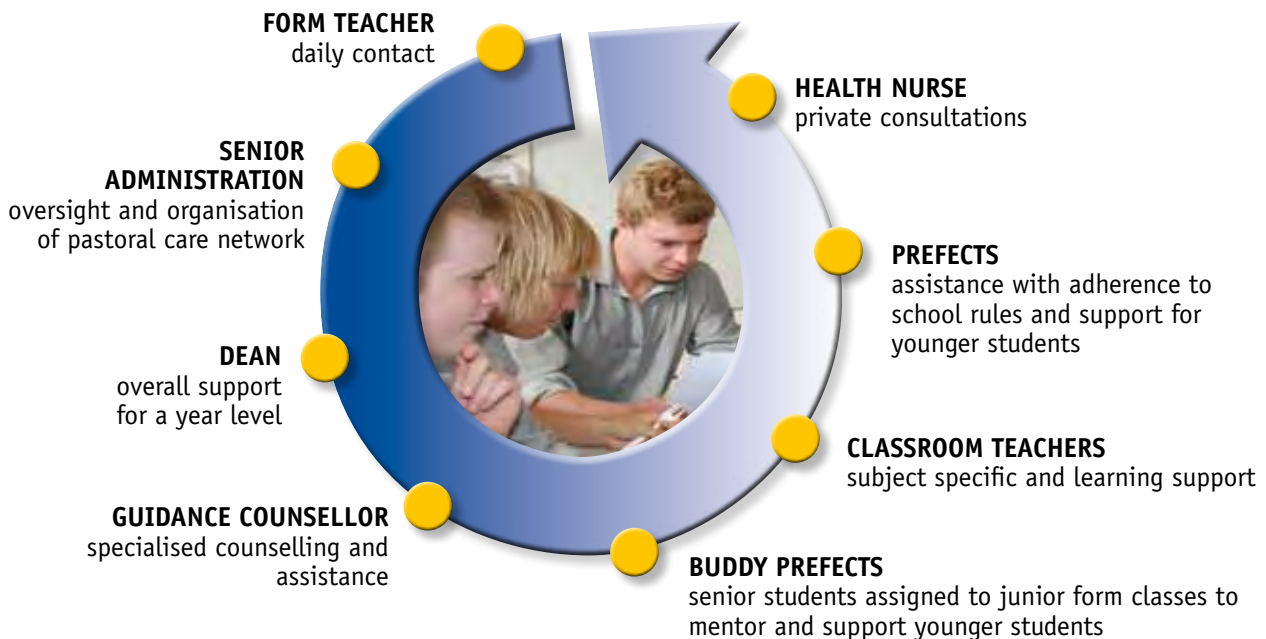 FORM TEACHER
daily contact
SENIOR
ADMINISTRATION
oversight and organisation
of pastoral care network
DEAN
overall support
for a year level
GUIDANCE COUNSELLOR
specialised counselling and
assistance
BUDDY PREFECTS
senior students assigned to junior form classes to
mentor and support younger students
CLASSROOM TEACHERS
subject specific and learning support
PREFECTS
assistance with adherence to
school rules and support for
younger students
HEALTH NURSE
private consultations